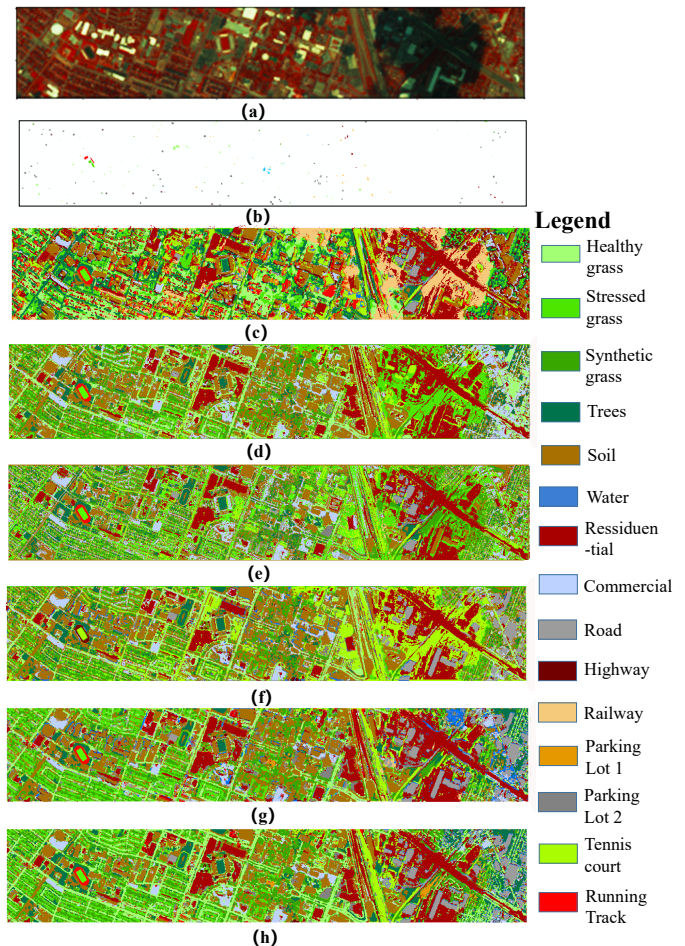 (a)
(b)
Legend
Healthy
grass
(c)
Stressed
grass
Synthetic
grass
Trees
(d)
Soil
Water
Ressiduen
-tial
(e)
Commercial
Road
Highway
(f)
Railway
Parking
Lot 1
Parking
Lot 2
(g)
Tennis
court
Running
Track
(h)